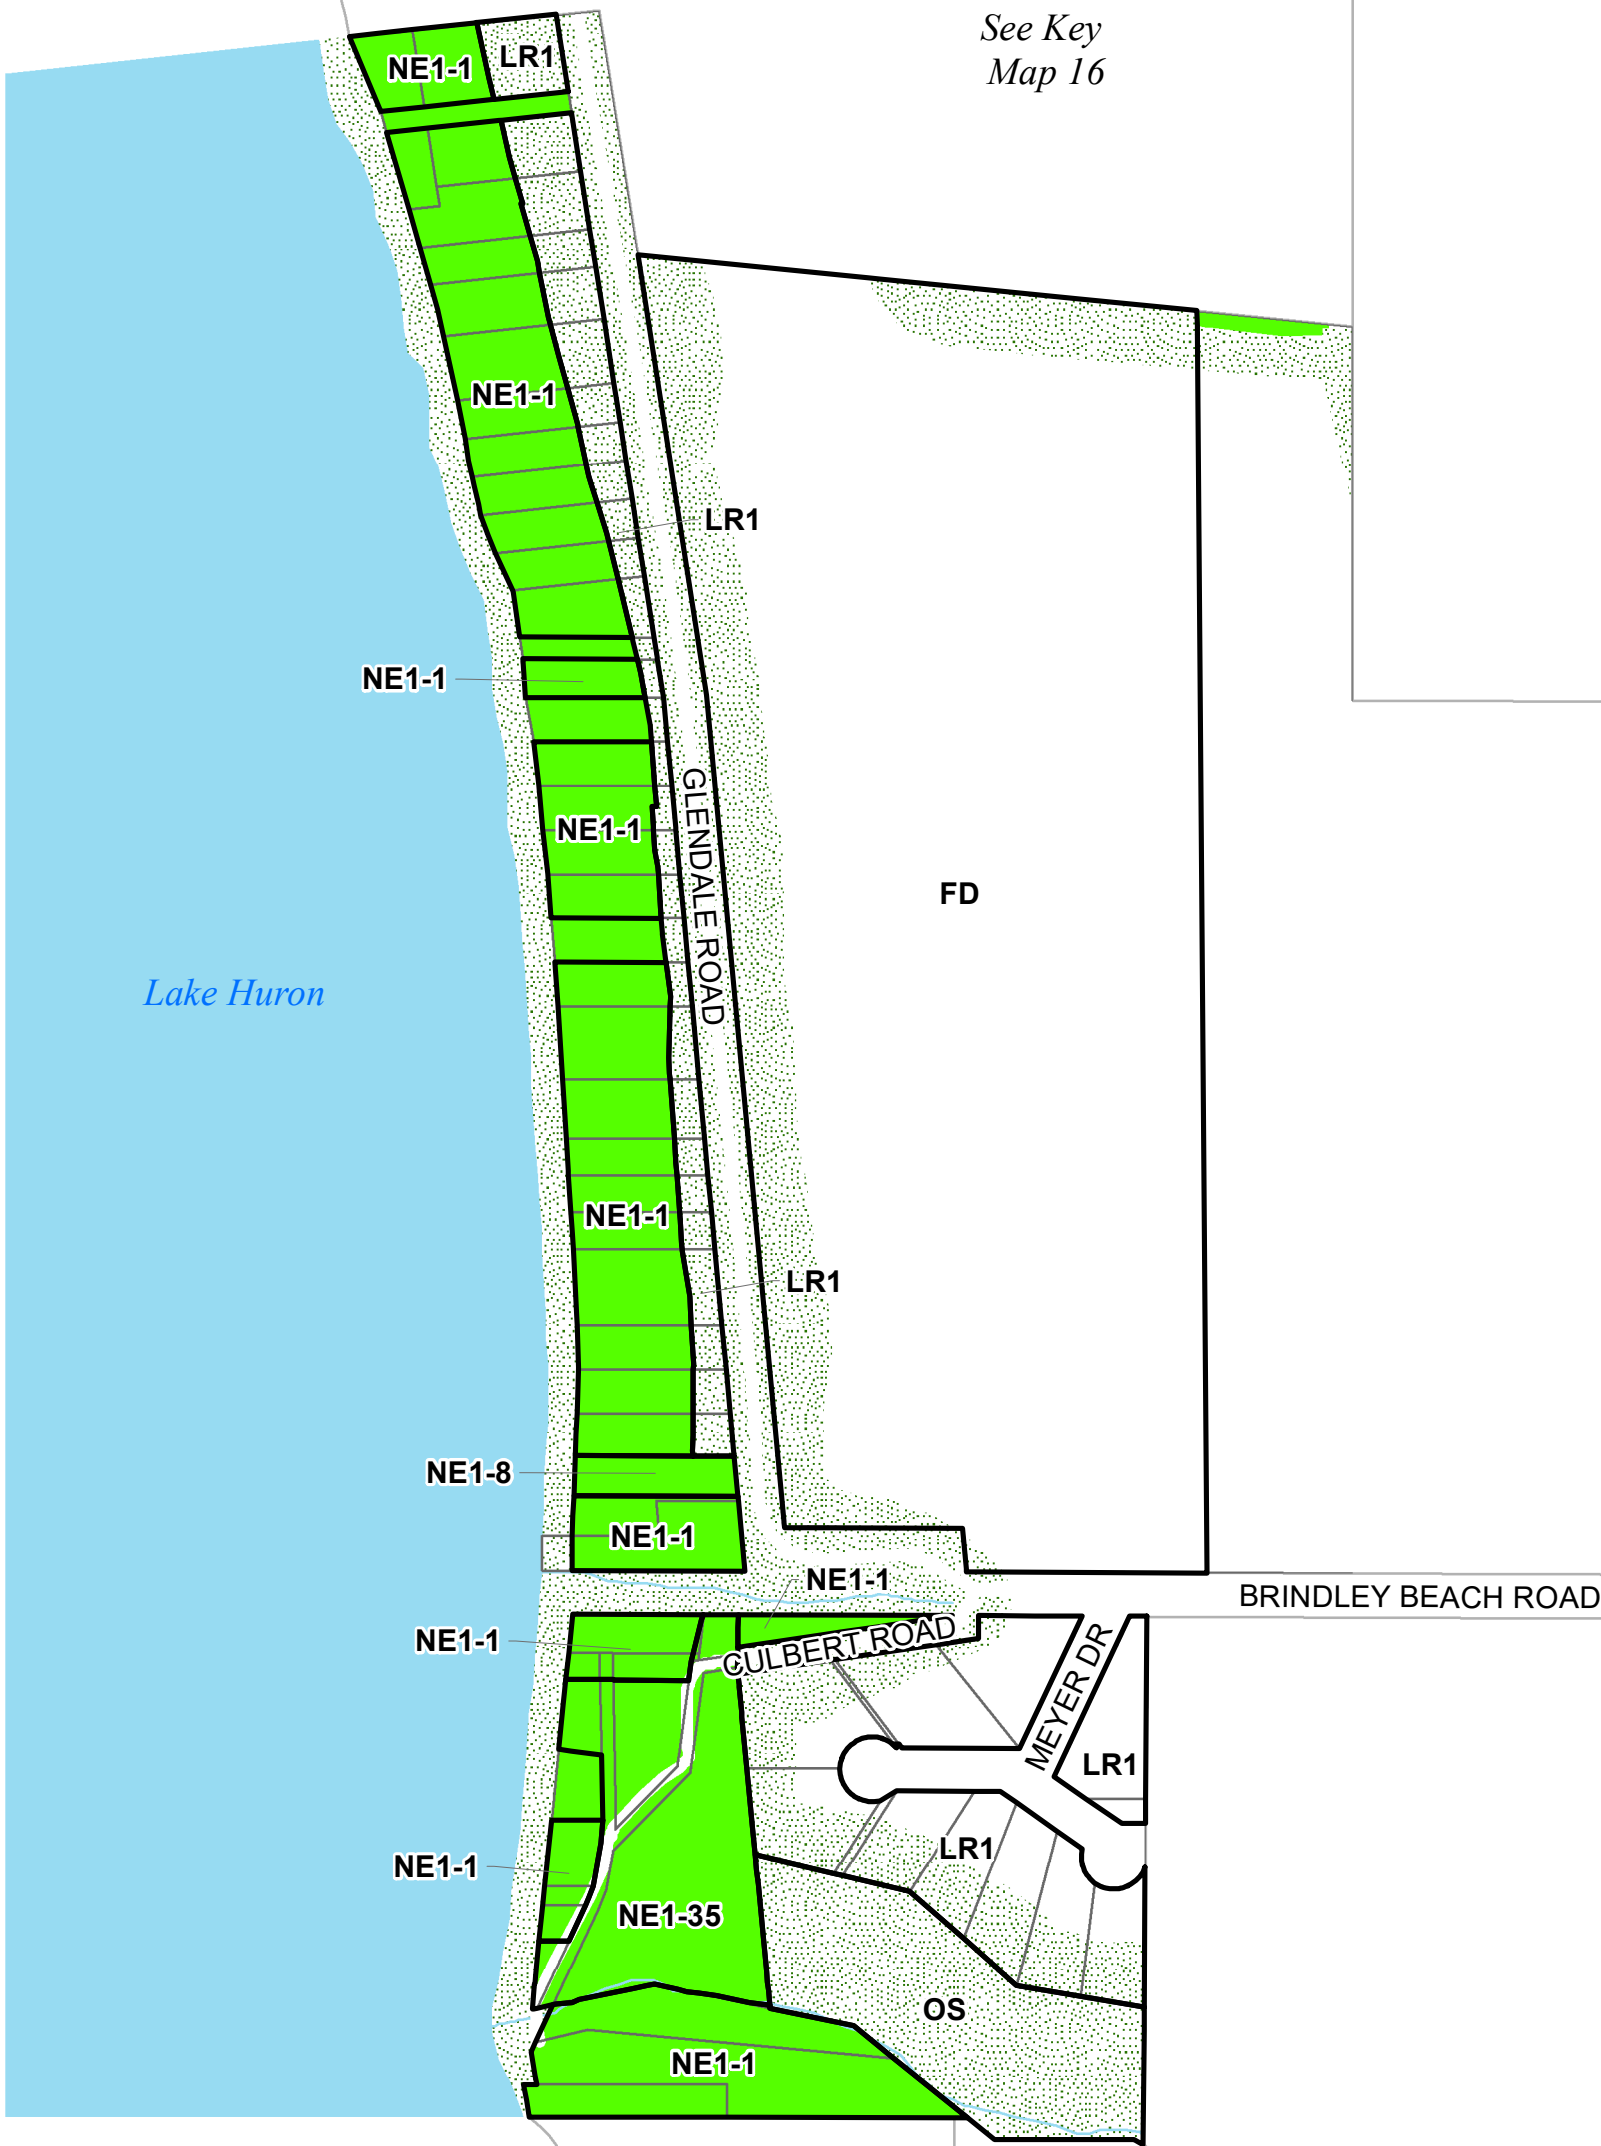 See Key
Map 16
NE1-1
LR1
NE1-1
LR1
NE1-1
GLENDALE ROAD
NE1-1
FD
Lake Huron
NE1-1
LR1
NE1-8
NE1-1
NE1-1
BRINDLEY BEACH ROAD
NE1-1
CULBERT ROAD
MEYER DR
LR1
LR1
NE1-1
NE1-35
OS
NE1-1